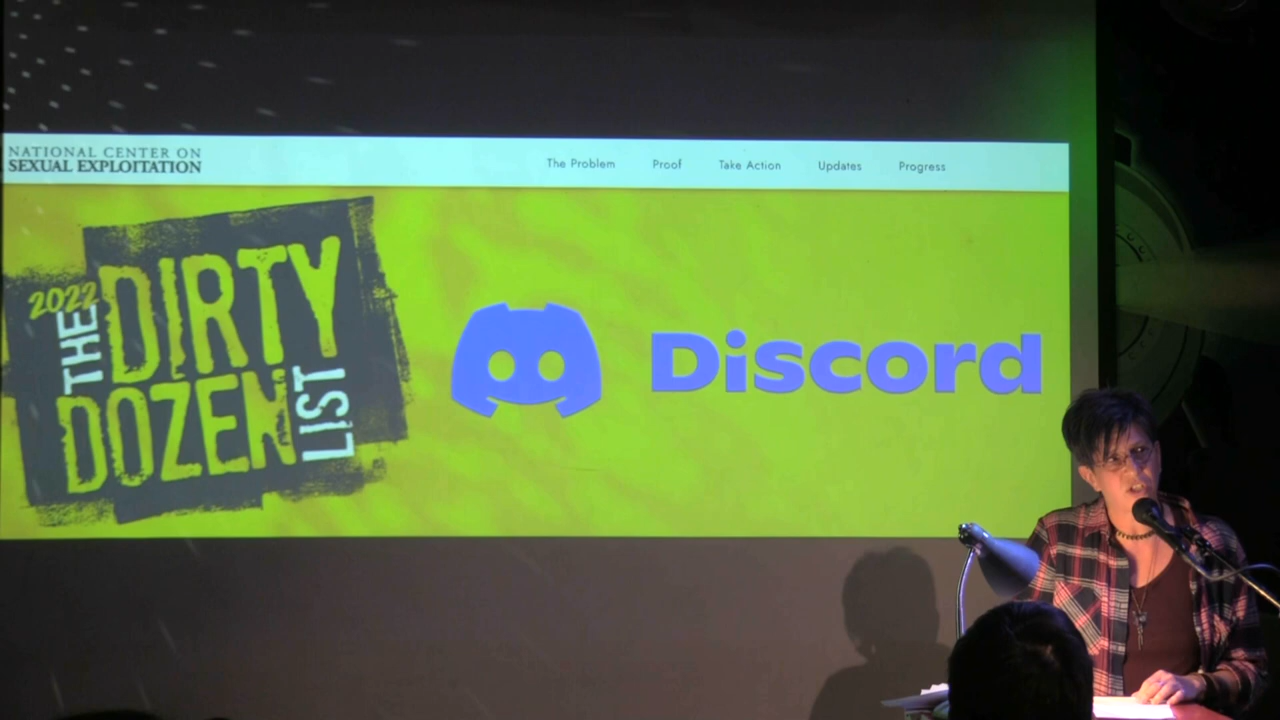 NATIONAL CENTER ON
SEXUAL EXPLOITATION
The Problem Proof Take Action Updates Progress
2022
THE
DIRTY
DOZEN
LIST
Discord